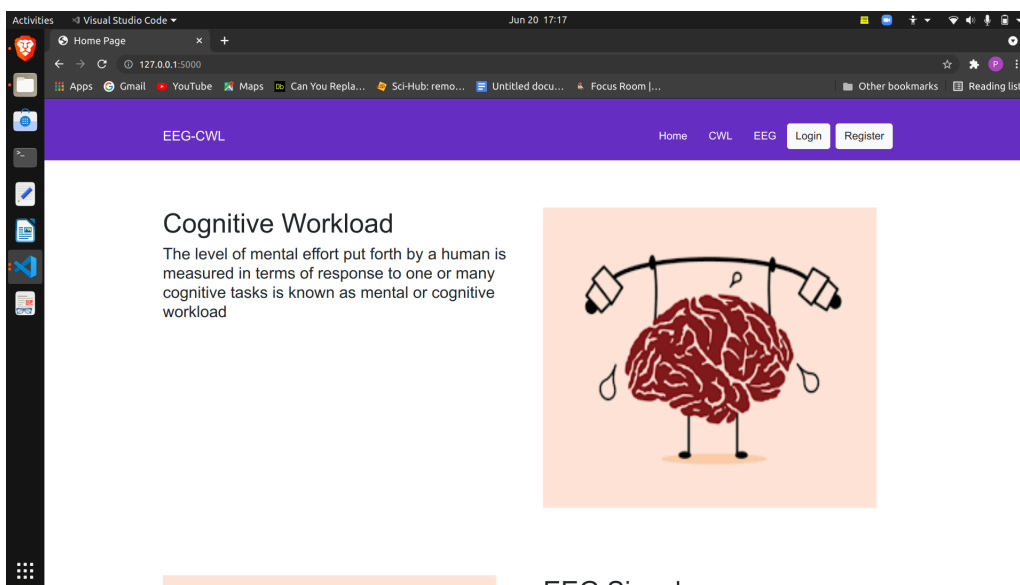 Activities Visual Studio Code Jun 20 17:17
Home Page
127.0.0.1:5000
Apps Gmail YouTube Maps Can You Repla... Sci-Hub: remo... Untitled docu... Focus Room |... Other bookmarks Reading list
EEG-CWL Home CWL EEG Login Register
Cognitive Workload
The level of mental effort put forth by a human is
measured in terms of response to one or many
cognitive tasks is known as mental or cognitive
workload